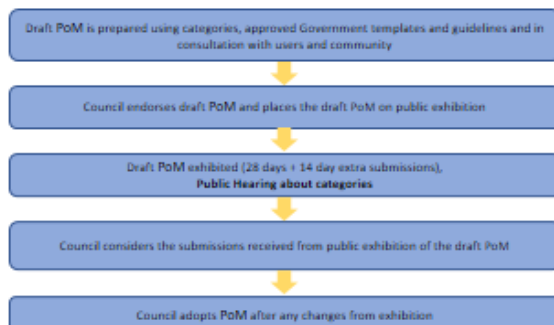 Draft PoM is prepared using categories, approved Government templates and guidelines and in
consultation with users and community
Council endorses draft PoM and places the draft PoM on public exhibition
Draft PoM exhibited (28 days + 14 day extra submissions),
Public Hearing about categories
Council considers the submissions received from public exhibition of the draft PoM
Council adopts PoM after any changes from exhibition